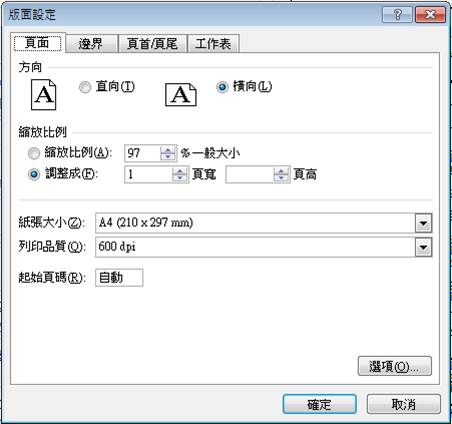 版面設定
頁面 邊界 頁首/頁尾 工作表
方向
A 直向(T) A 橫向(L)
縮放比例
縮放比例(A): 97 %一般大小
調整成(F): 1 頁寬 頁高
紙張大小(Z): A4 (210 x 297 mm)
列印品質(Q): 600 dpi
起始頁碼(R): 自動
選項(O)...
確定 取消